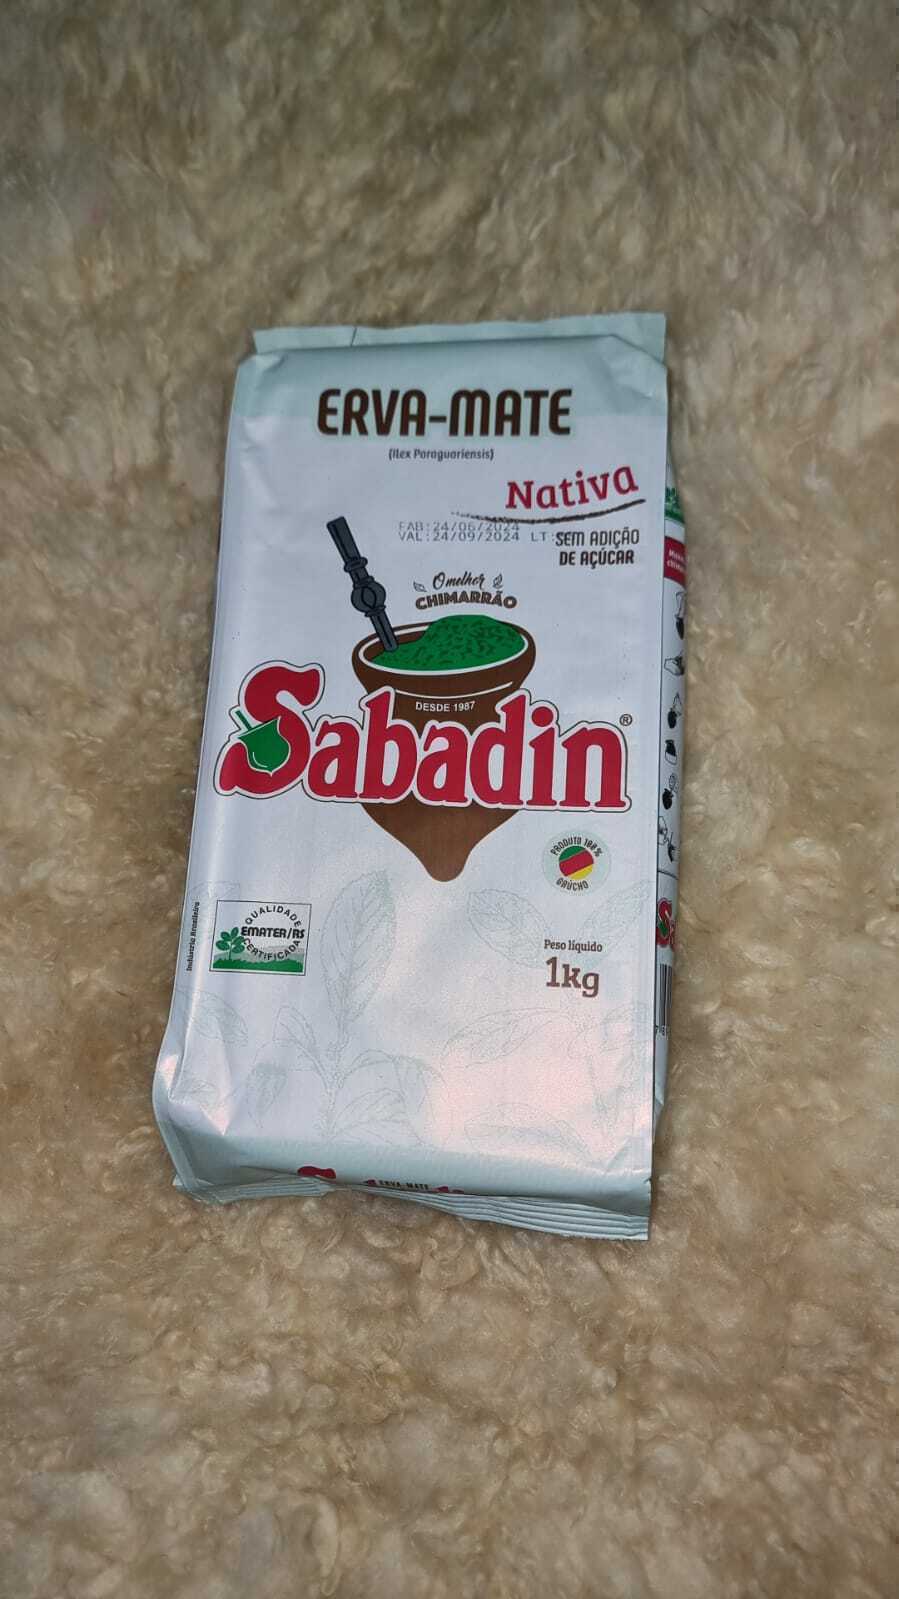 ERVA-MATE
(Ilex Paraguariensis)
Nativa
FAB:24/06/2024
VAL:24/09/2024 LT:
SEM ADIÇÃO
DE AÇÚCAR
O melhor
CHIMARRÃO
DESDE 1987
Sabadin®
PRODUTO 100%
GAÚCHO
QUALIDADE
EMATER/RS
CERTIFICADA
Indústria Brasileira
Peso líquido
1kg
ERVA-MATE